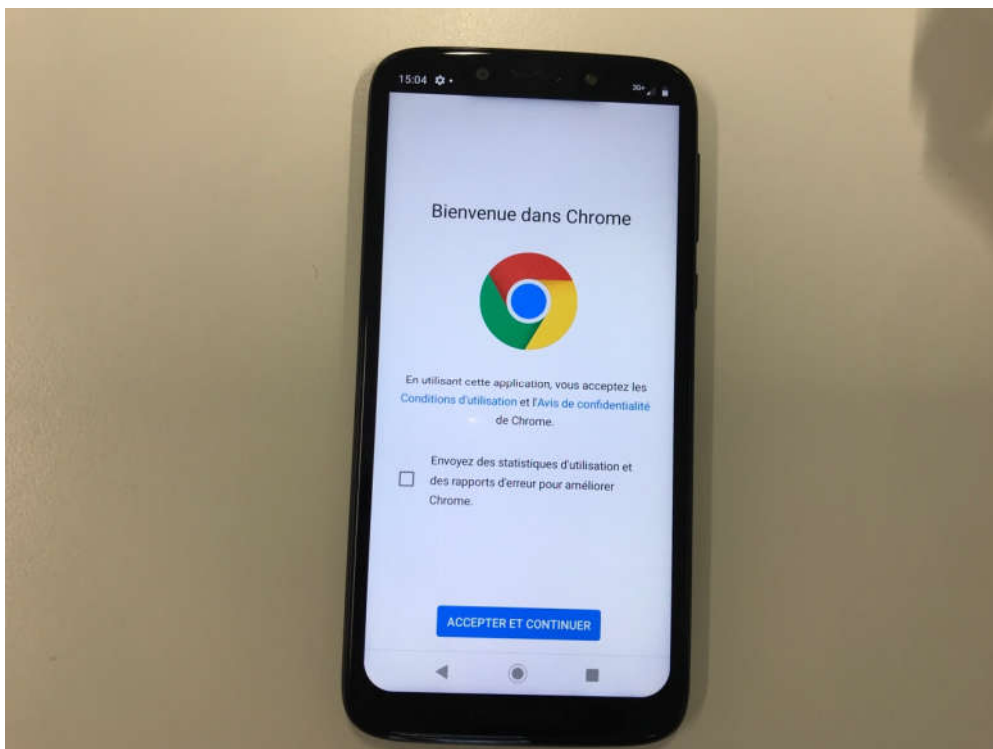 15:04
3G+
Bienvenue dans Chrome
En utilisant cette application, vous acceptez les
Conditions d'utilisation et l'Avis de confidentialité
de Chrome.
Envoyez des statistiques d'utilisation et
des rapports d'erreur pour améliorer
Chrome.
ACCEPTER ET CONTINUER